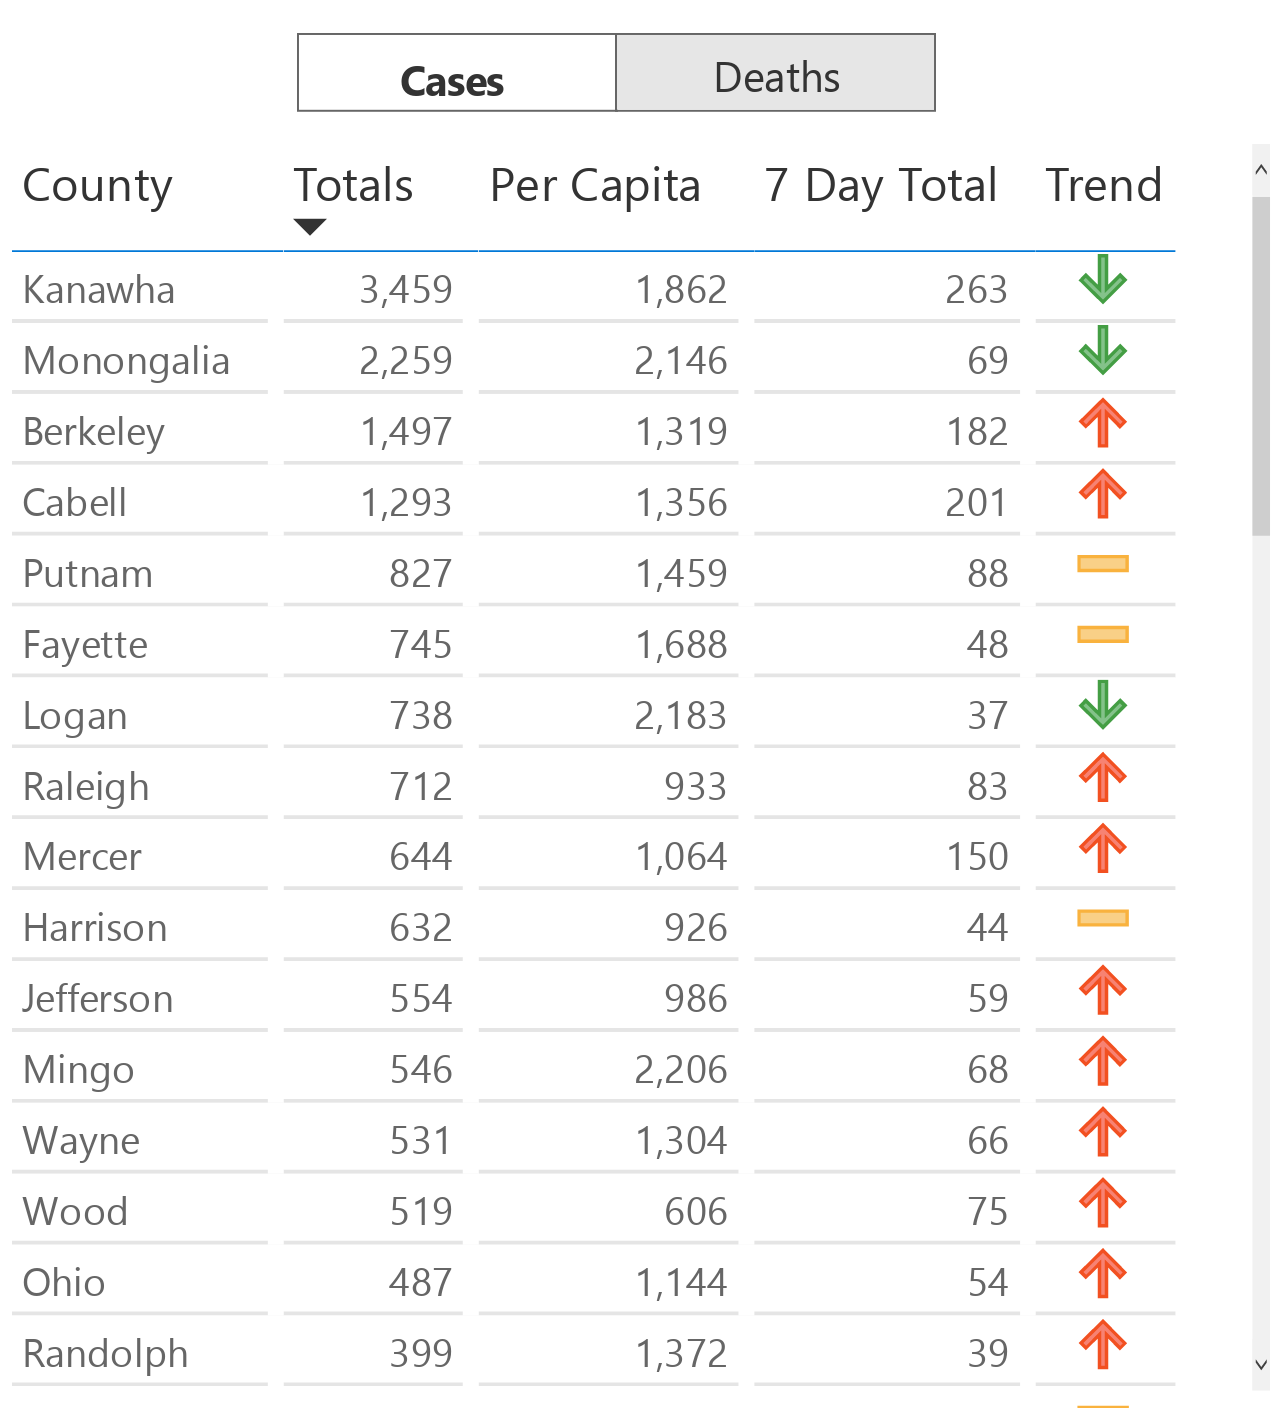 Cases Deaths
County Totals Per Capita 7 Day Total Trend
Kanawha 3,459 1,862 263
Monongalia 2,259 2,146 69
Berkeley 1,497 1,319 182
Cabell 1,293 1,356 201
Putnam 827 1,459 88
Fayette 745 1,688 48
Logan 738 2,183 37
Raleigh 712 933 83
Mercer 644 1,064 150
Harrison 632 926 44
Jefferson 554 986 59
Mingo 546 2,206 68
Wayne 531 1,304 66
Wood 519 606 75
Ohio 487 1,144 54
Randolph 399 1,372 39